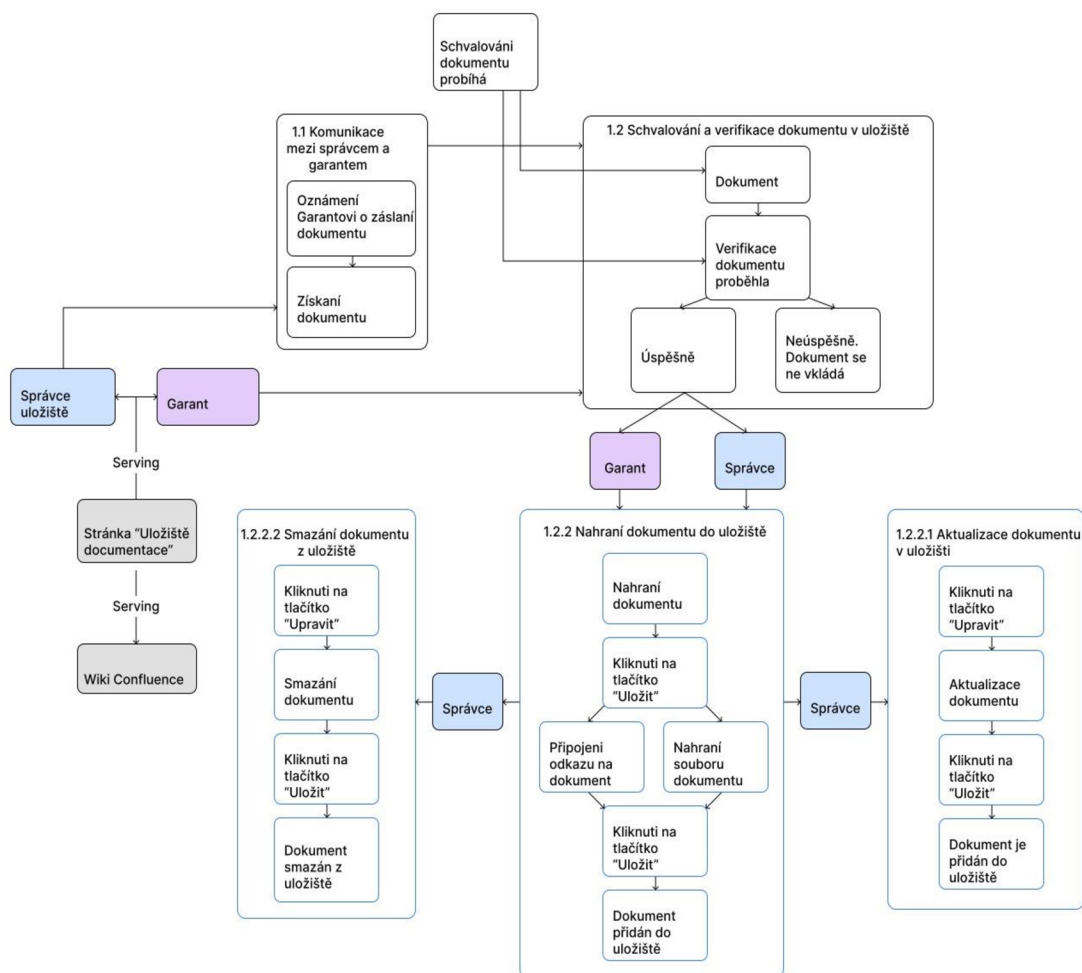 Schvalováni
dokumentu
probíhá
1.1 Komunikace
mezi správcem a
garantem
Oznámení
Garantovi o záslaní
dokumentu
Získaní
dokumentu
1.2 Schvalování a verifikace dokumentu v uložiště
Dokument
Verifikace
dokumentu
proběhla
Úspěšně
Neúspěšně.
Dokument se
ne vkládá
Správce
uložiště
Garant
Serving
Stránka “Uložiště
documentace”
Serving
Wiki Confluence
Garant
Správce
1.2.2.2 Smazání dokumentu
z uložiště
Kliknuti na
tlačítko
“Upravit”
Smazání
dokumentu
Kliknuti na
tlačítko
“Uložit”
Dokument
smazán z
uložiště
Správce
1.2.2 Nahraní dokumentu do uložiště
Nahraní
dokumentu
Kliknuti na
tlačítko
“Uložit”
Připojeni
odkazu na
dokument
Nahraní
souboru
dokumentu
Kliknuti na
tlačítko
“Uložit”
Dokument
přidán do
uložiště
Správce
1.2.2.1 Aktualizace dokumentu
v uložišti
Kliknuti na
tlačítko
“Upravit”
Aktualizace
dokumentu
Kliknuti na
tlačítko
“Uložit”
Dokument je
přidán do
uložiště